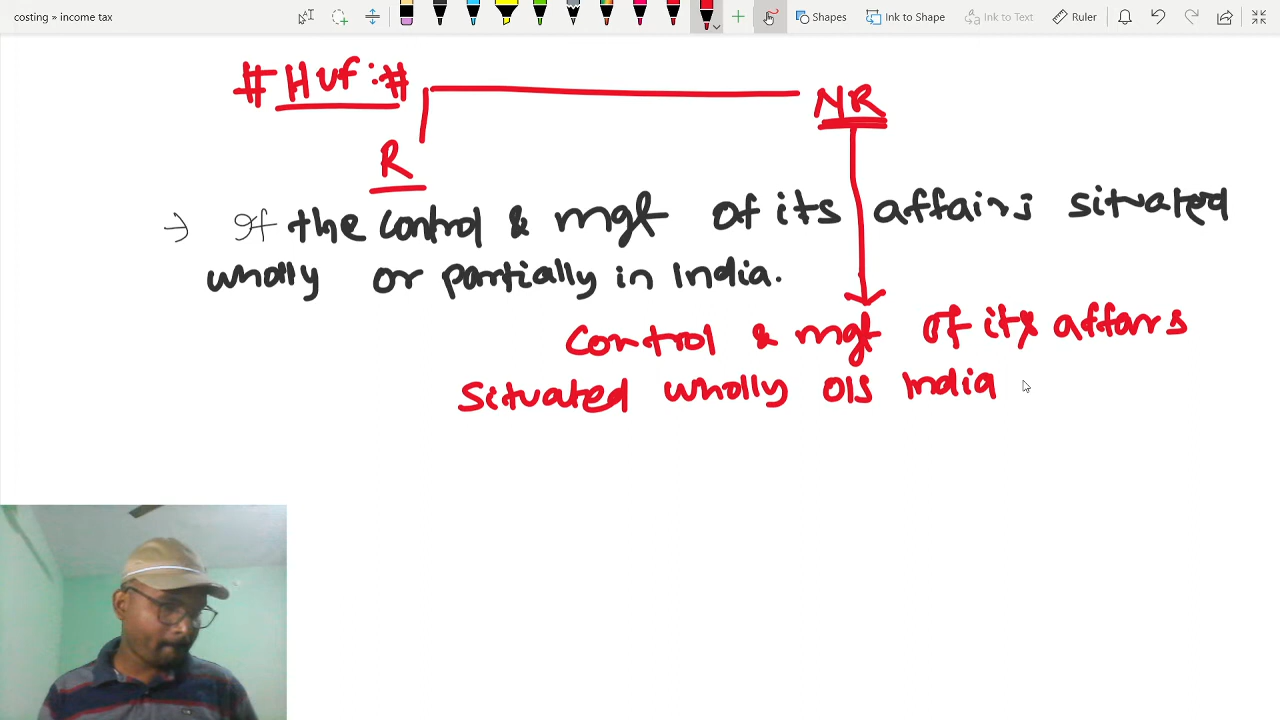 costing » income tax
Shapes
Ink to Shape
Ink to Text
Ruler
# HUF:#
NR
R
→ If the control & mgt of its affairs situated
wholly or partially in India.
Control & mgt of its affars
Situated wholly O/S India